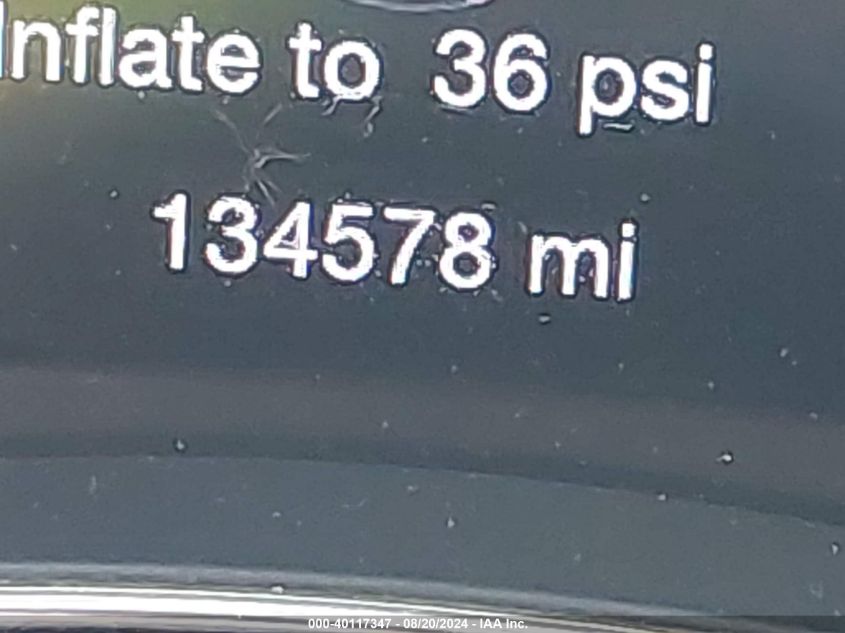 Inflate to 36 psi
134578 mi
000-40117347 - 08/20/2024 - IAA Inc.